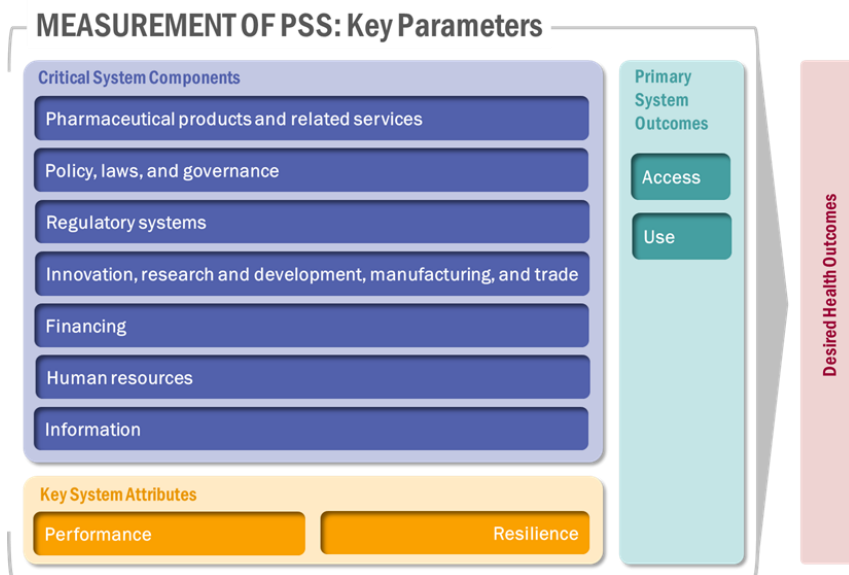 MEASUREMENT OF PSS: Key Parameters
Critical System Components
Pharmaceutical products and related services
Policy, laws, and governance
Regulatory systems
Innovation, research and development, manufacturing, and trade
Financing
Human resources
Information
Key System Attributes
Performance
Resilience
Primary
System
Outcomes
Access
Use
Desired Health Outcomes